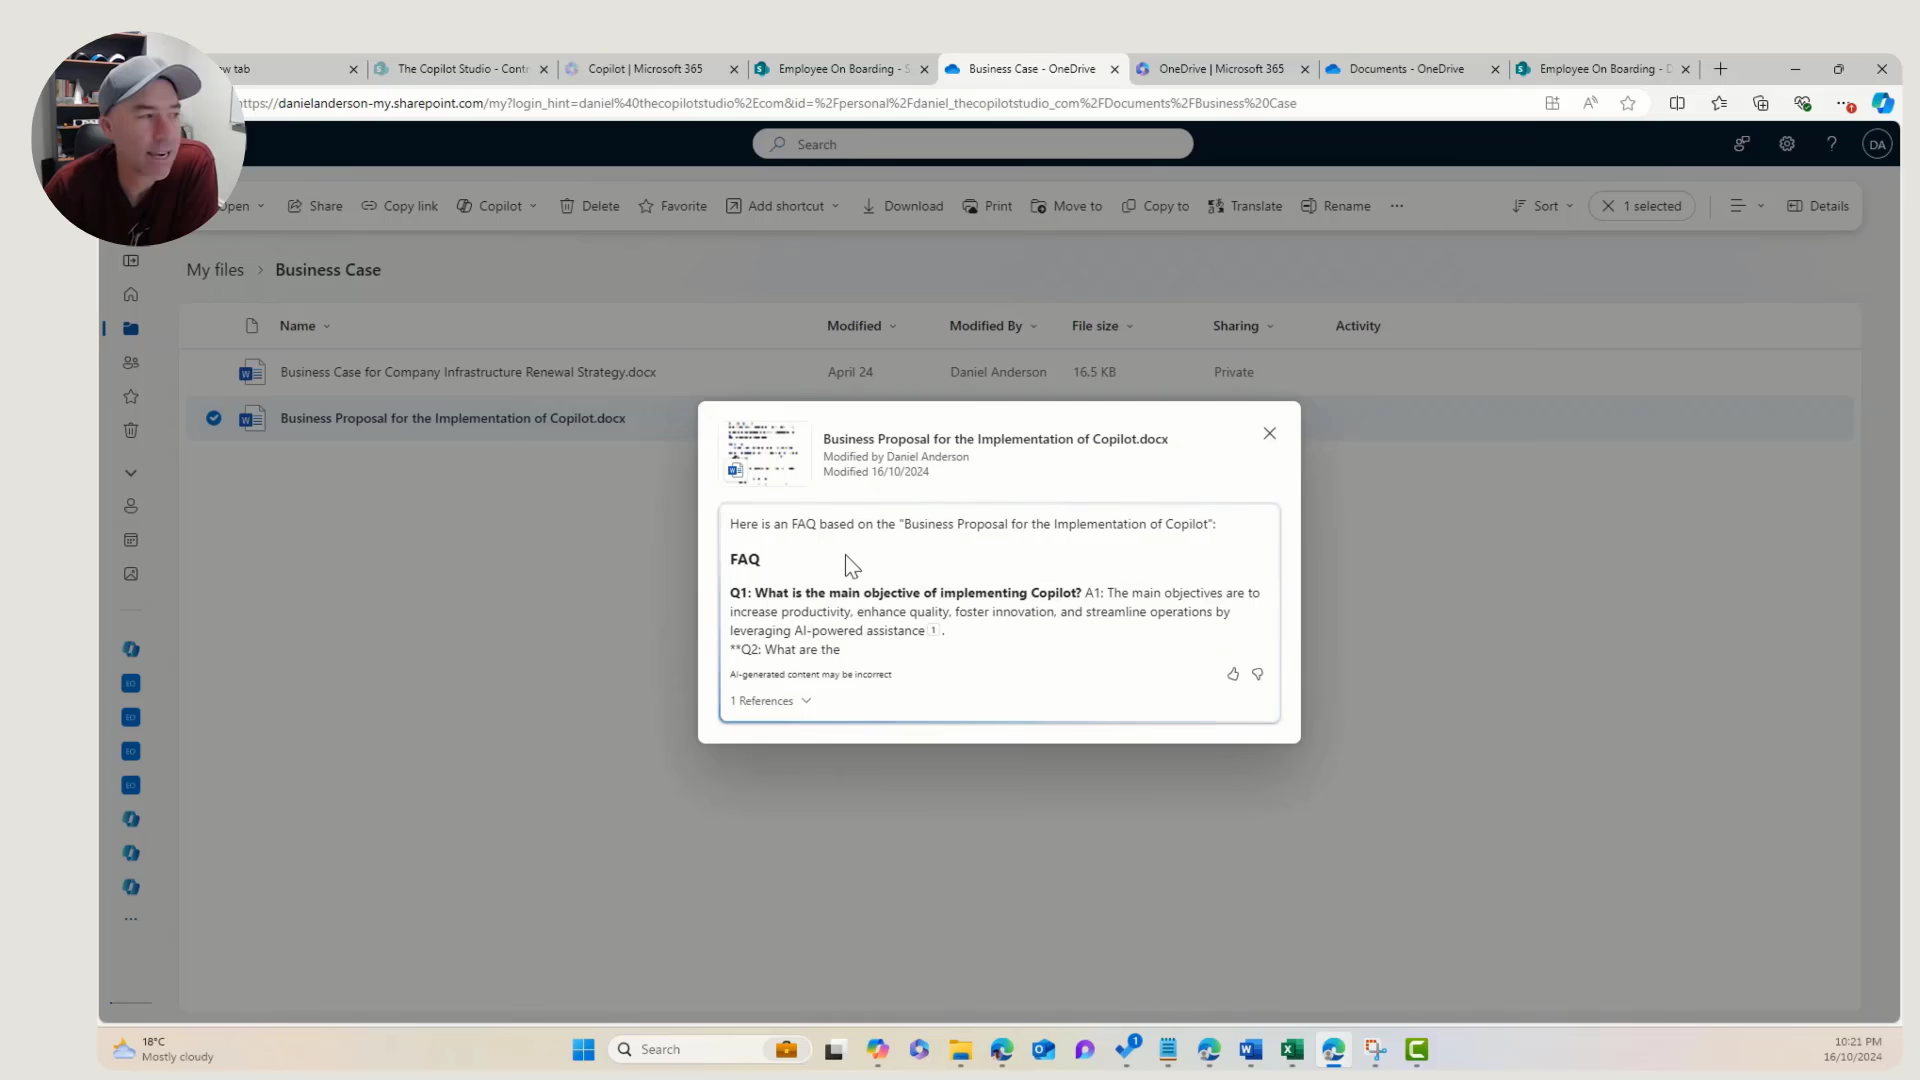 ew tab
The Copilot Studio - Contr
Copilot | Microsoft 365
Employee On Boarding - S
Business Case - OneDrive
OneDrive | Microsoft 365
Documents - OneDrive
Employee On Boarding - D
https://danielanderson-my.sharepoint.com/my?login_hint=daniel%40thecopilotstudio%2Ecom&id=%2Fpersonal%2Fdaniel_thecopilotstudio_com%2FDocuments%2FBusiness%20Case
Search
DA
Open
Share
Copy link
Copilot
Delete
Favorite
Add shortcut
Download
Print
Move to
Copy to
Translate
Rename
Sort
1 selected
Details
My files > Business Case
Name
Modified
Modified By
File size
Sharing
Activity
Business Case for Company Infrastructure Renewal Strategy.docx
April 24
Daniel Anderson
16.5 KB
Private
Business Proposal for the Implementation of Copilot.docx
Business Proposal for the Implementation of Copilot.docx
Modified by Daniel Anderson
Modified 16/10/2024
Here is an FAQ based on the "Business Proposal for the Implementation of Copilot":
FAQ
Q1: What is the main objective of implementing Copilot? A1: The main objectives are to
increase productivity, enhance quality, foster innovation, and streamline operations by
leveraging AI-powered assistance 1 .
**Q2: What are the
AI-generated content may be incorrect
1 References
EO
EO
EO
EO
18°C
Mostly cloudy
Search
1
10:21 PM
16/10/2024